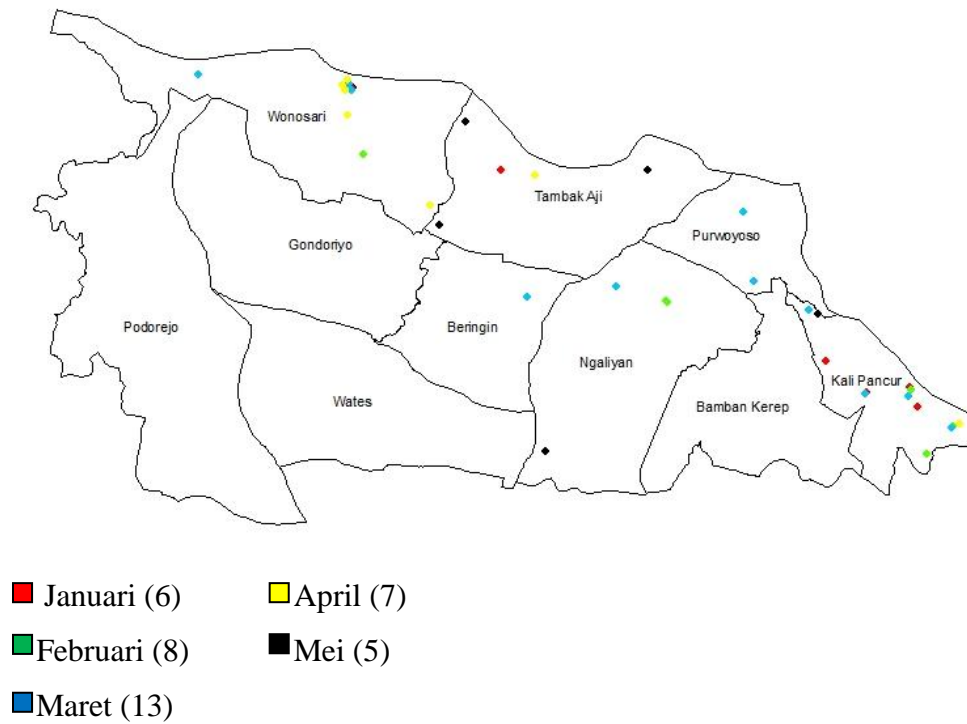 Wonosari
Tambak Aji
Purwoyoso
Gondoriyo
Podorejo
Beringin
Ngaliyan
Kali Pancur
Wates
Bamban Kerep
Januari (6)
April (7)
Februari (8)
Mei (5)
Maret (13)